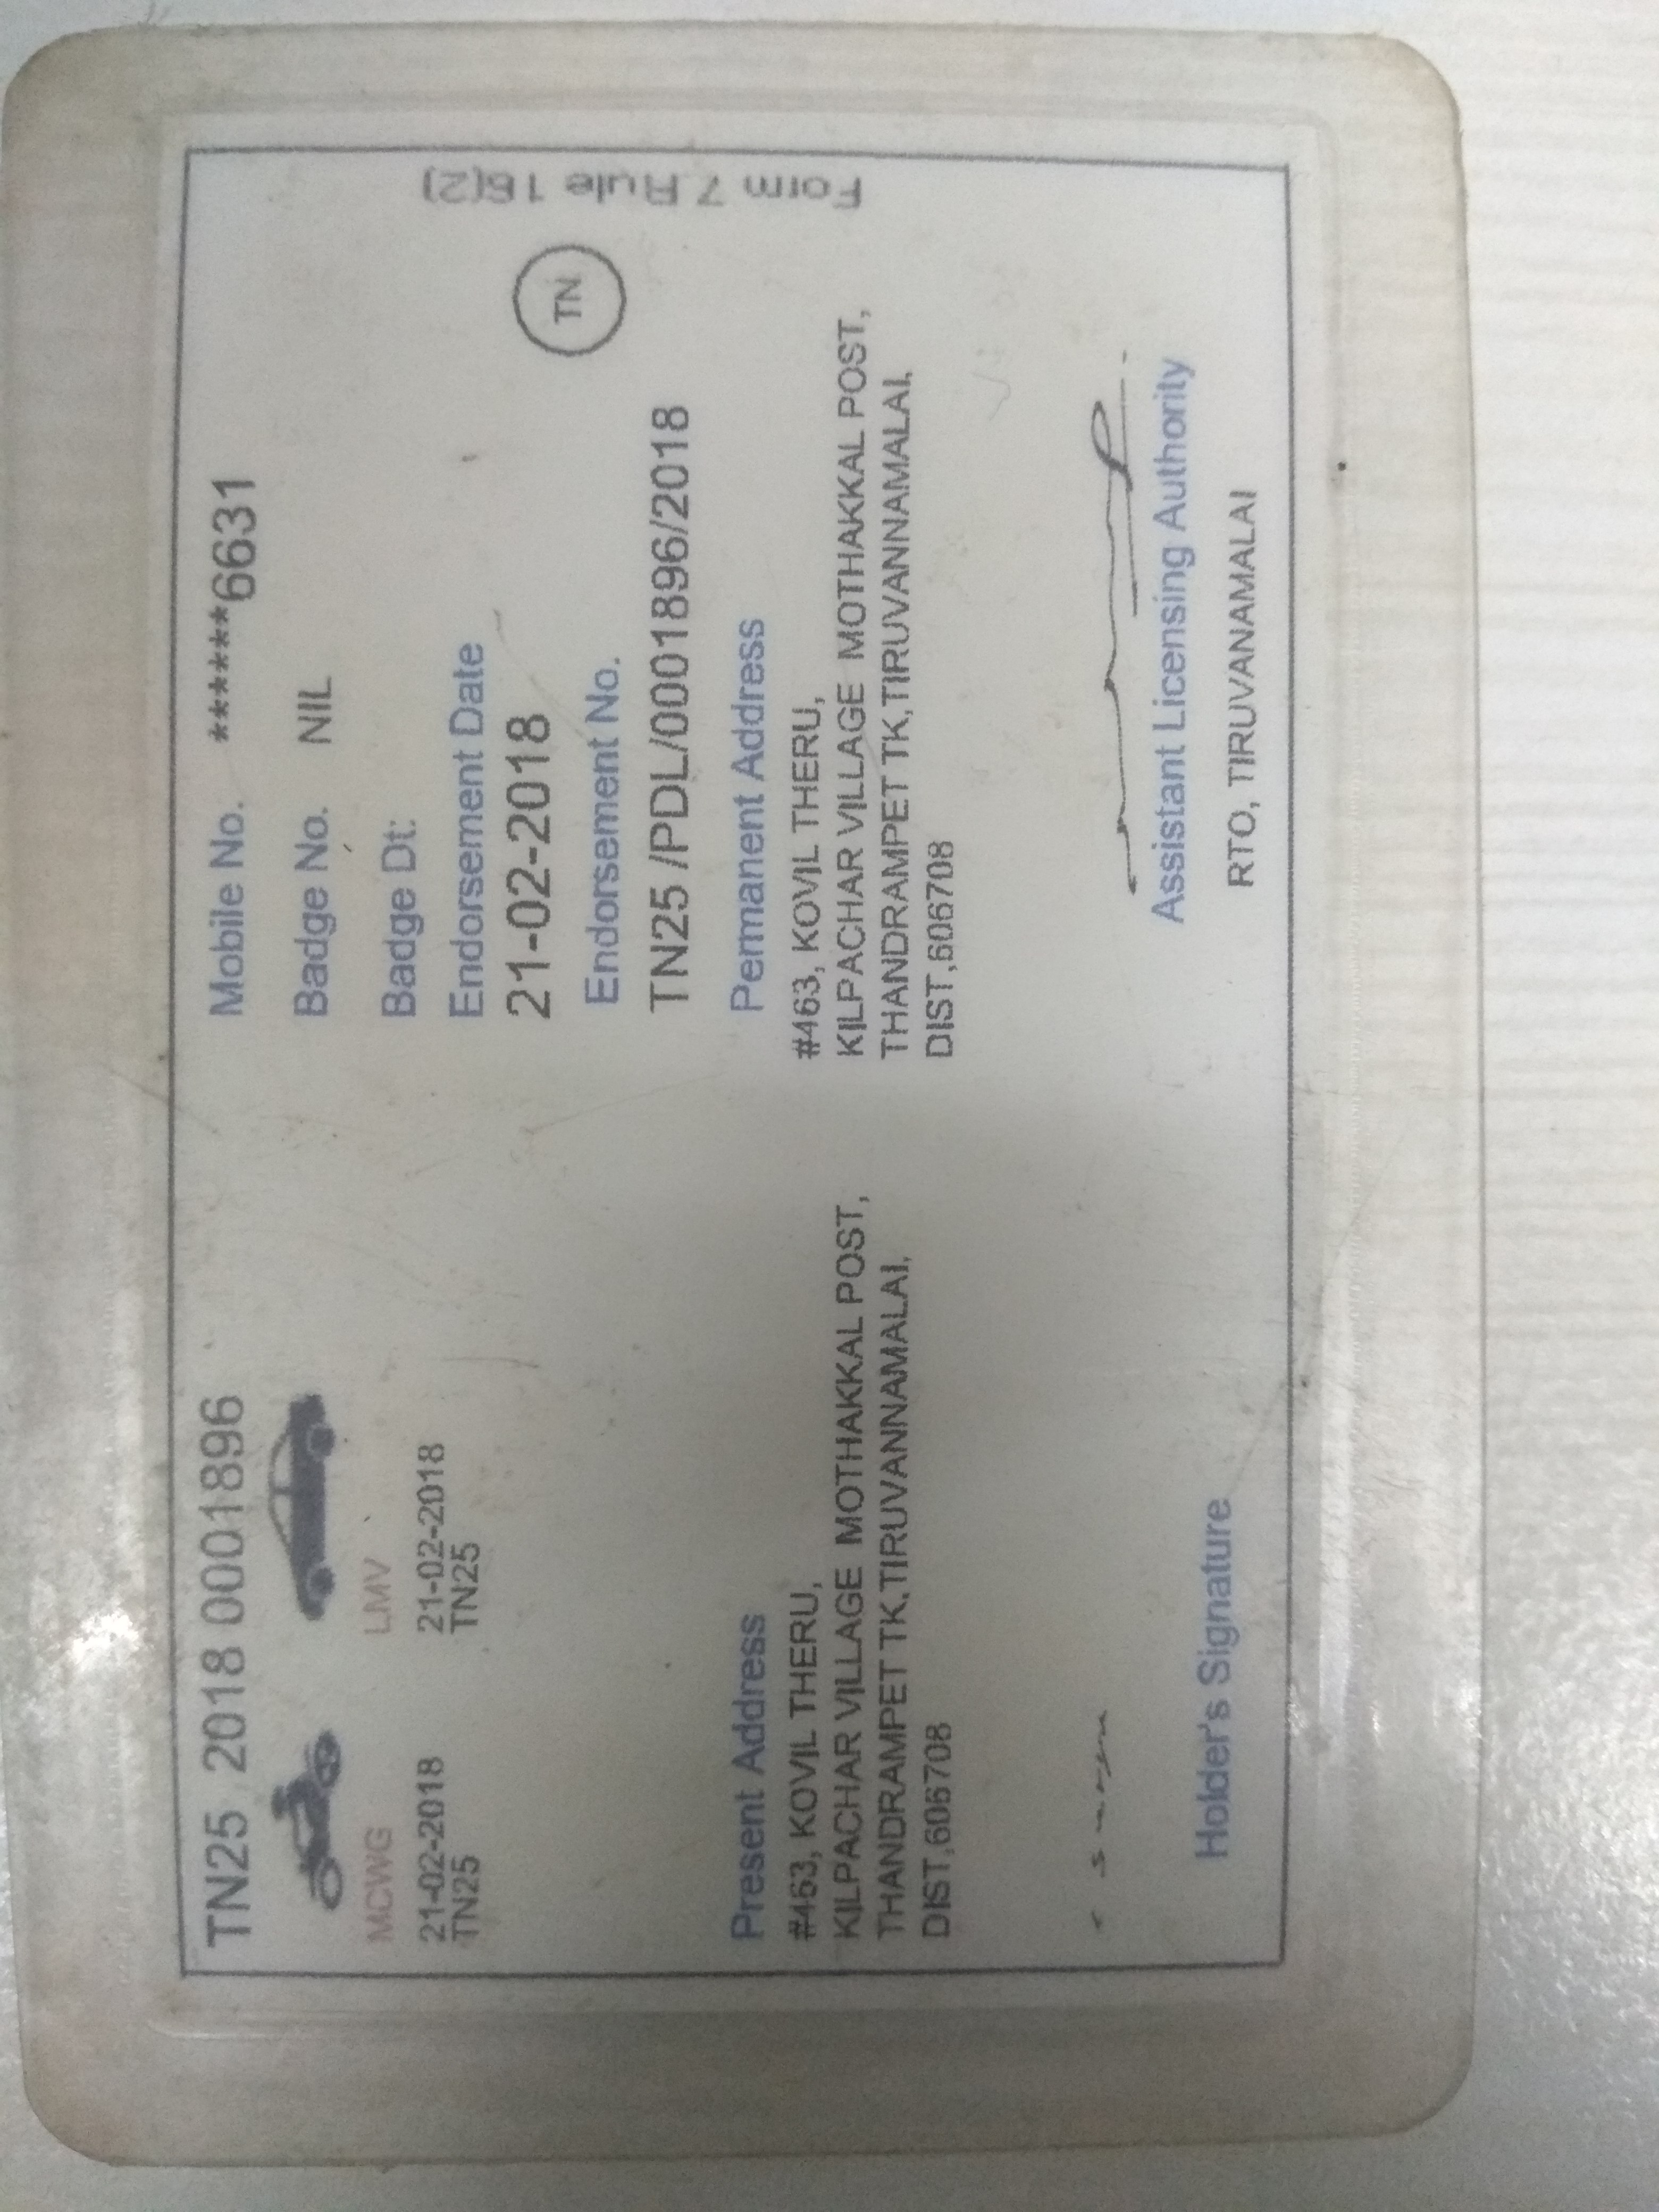 TN25 2018 0001896
MCWG
21-02-2018
TN25
LMV
21-02-2018
TN25
Mobile No. ******6631
Badge No. NIL
Badge Dt:
Endorsement Date
21-02-2018
Endorsement No.
TN25 /PDL/0001896/2018
TN
Form 7 Rule 16(2)
Present Address
#463, KOVIL THERU,
KILPACHAR VILLAGE MOTHAKKAL POST,
THANDRAMPET TK,TIRUVANNAMALAI,
DIST,606708
Permanent Address
#463, KOVIL THERU,
KILPACHAR VILLAGE MOTHAKKAL POST,
THANDRAMPET TK,TIRUVANNAMALAI,
DIST,606708
Holder's Signature
Assistant Licensing Authority
RTO, TIRUVANAMALAI